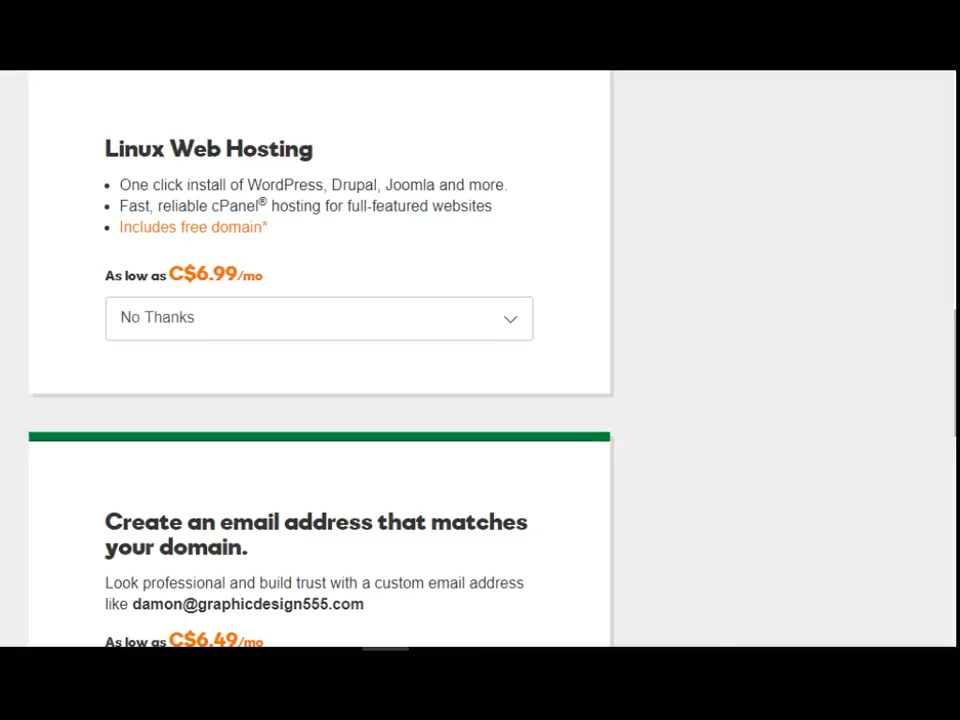 Linux Web Hosting
• One click install of WordPress, Drupal, Joomla and more.
• Fast, reliable cPanel® hosting for full-featured websites
• Includes free domain*
As low as C$6.99/mo
No Thanks
Create an email address that matches
your domain.
Look professional and build trust with a custom email address
like damon@graphicdesign555.com
As low as C$6.49/mo